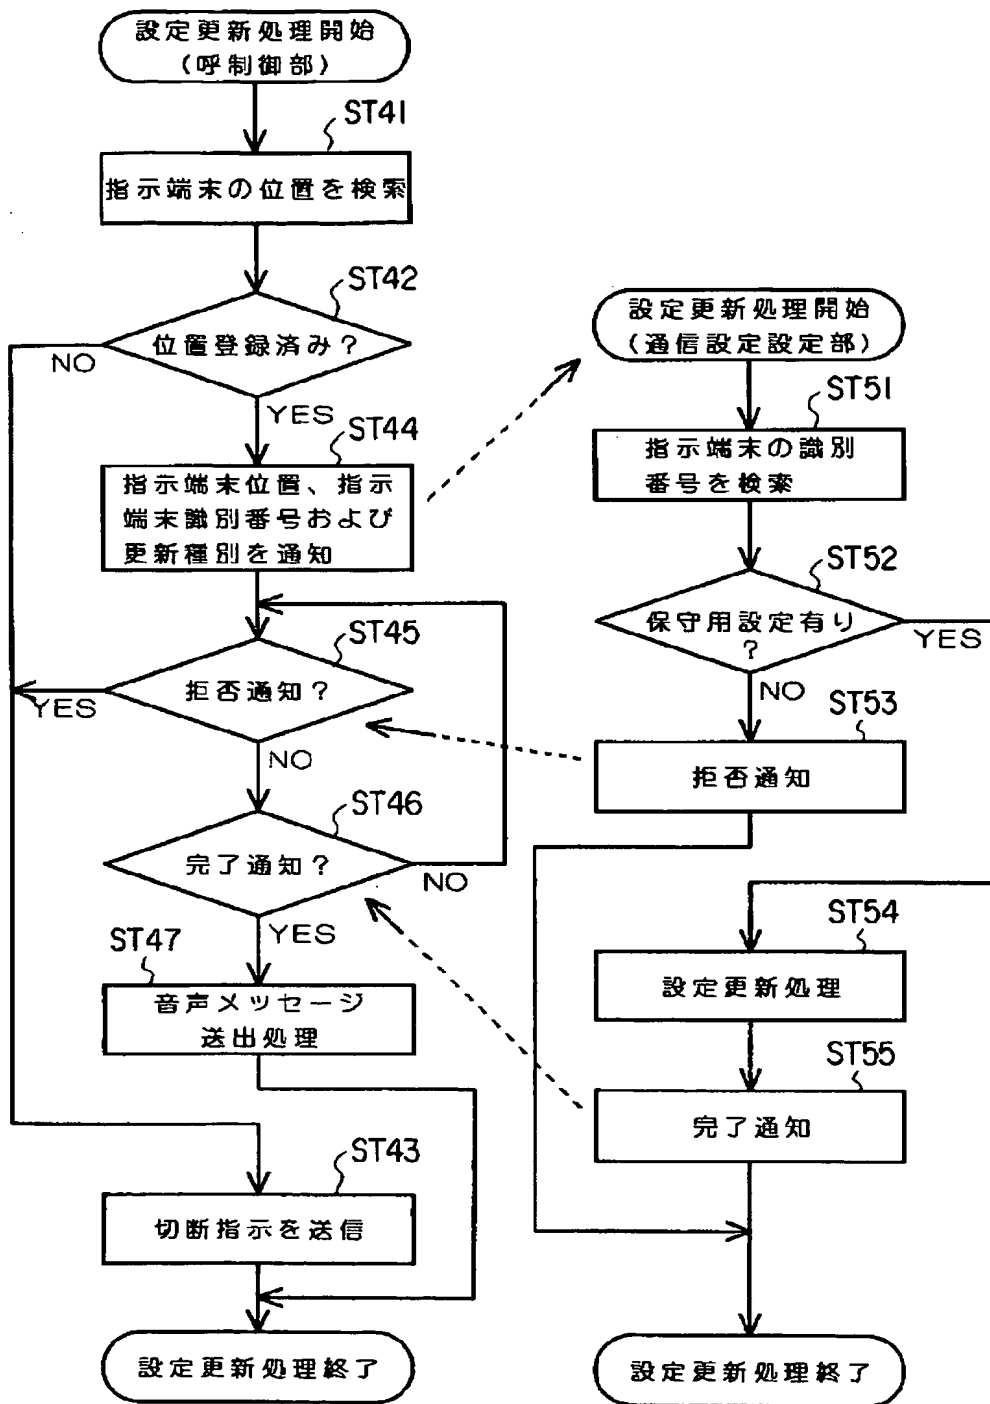 設定更新処理開始
(呼制御部)
ST41
指示端末の位置を検索
ST42
位置登録済み?
NO
YES
ST44
指示端末位置、指示
端末識別番号および
更新種別を通知
ST45
拒否通知?
YES
NO
ST46
完了通知?
NO
YES
ST47
音声メッセージ
送出処理
ST43
切断指示を送信
設定更新処理終了
設定更新処理開始
(通信設定設定部)
ST51
指示端末の識別
番号を検索
ST52
保守用設定有り
?
YES
NO
ST53
拒否通知
ST54
設定更新処理
ST55
完了通知
設定更新処理終了